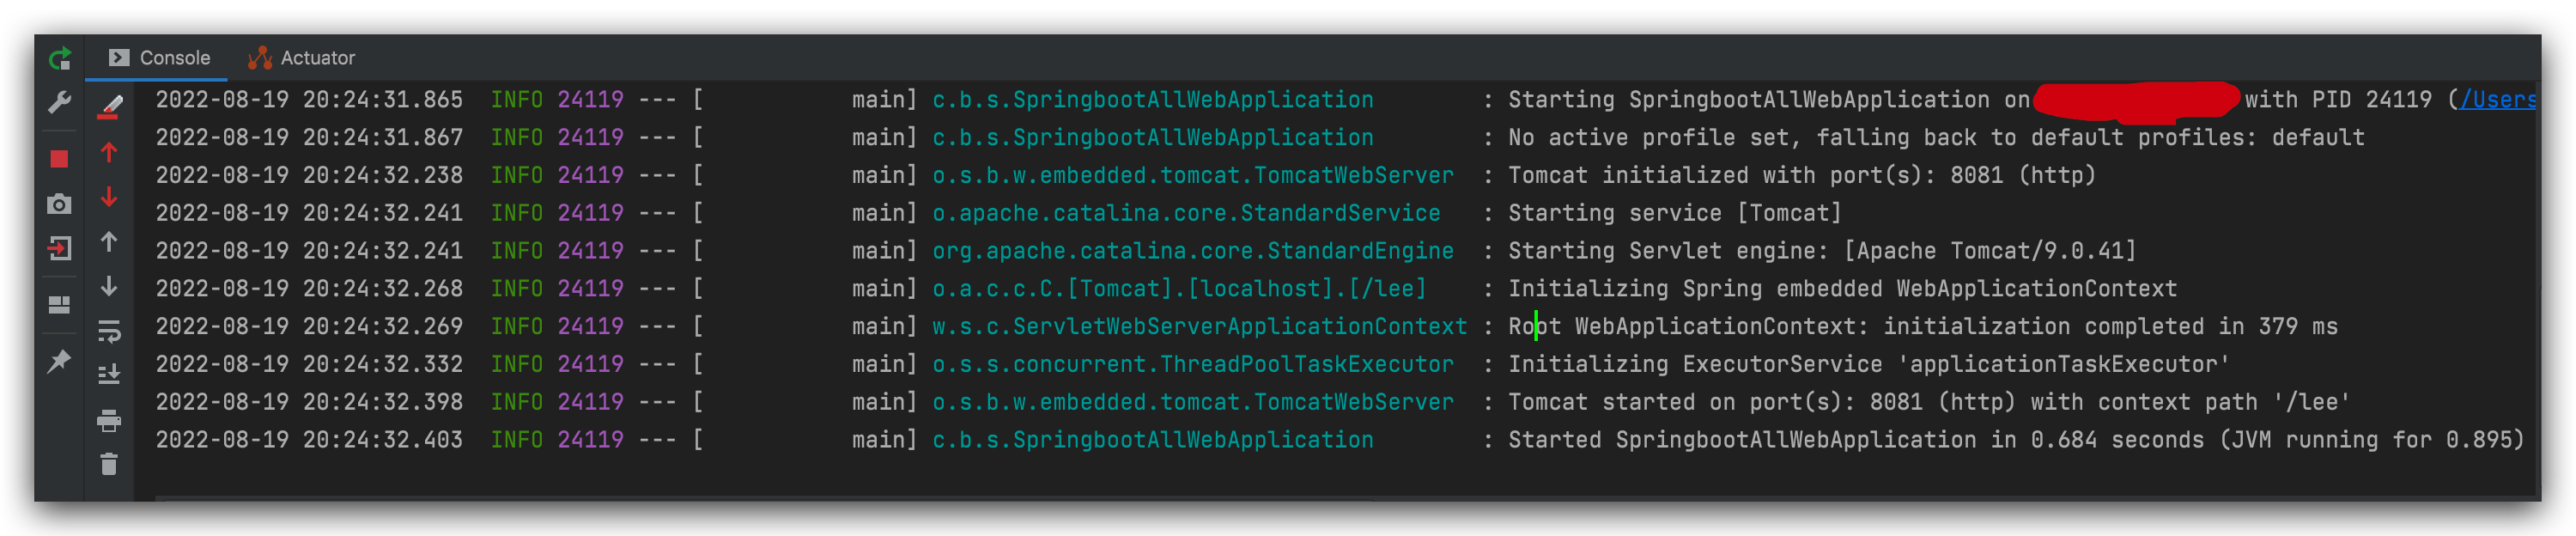 Console Actuator
2022-08-19 20:24:31.865  INFO 24119 --- [           main] c.b.s.SpringbootAllWebApplication        : Starting SpringbootAllWebApplication on with PID 24119 (/Users
2022-08-19 20:24:31.867  INFO 24119 --- [           main] c.b.s.SpringbootAllWebApplication        : No active profile set, falling back to default profiles: default
2022-08-19 20:24:32.238  INFO 24119 --- [           main] o.s.b.w.embedded.tomcat.TomcatWebServer  : Tomcat initialized with port(s): 8081 (http)
2022-08-19 20:24:32.241  INFO 24119 --- [           main] o.apache.catalina.core.StandardService   : Starting service [Tomcat]
2022-08-19 20:24:32.241  INFO 24119 --- [           main] org.apache.catalina.core.StandardEngine  : Starting Servlet engine: [Apache Tomcat/9.0.41]
2022-08-19 20:24:32.268  INFO 24119 --- [           main] o.a.c.c.C.[Tomcat].[localhost].[/lee]    : Initializing Spring embedded WebApplicationContext
2022-08-19 20:24:32.269  INFO 24119 --- [           main] w.s.c.ServletWebServerApplicationContext : Root WebApplicationContext: initialization completed in 379 ms
2022-08-19 20:24:32.332  INFO 24119 --- [           main] o.s.s.concurrent.ThreadPoolTaskExecutor  : Initializing ExecutorService 'applicationTaskExecutor'
2022-08-19 20:24:32.398  INFO 24119 --- [           main] o.s.b.w.embedded.tomcat.TomcatWebServer  : Tomcat started on port(s): 8081 (http) with context path '/lee'
2022-08-19 20:24:32.403  INFO 24119 --- [           main] c.b.s.SpringbootAllWebApplication        : Started SpringbootAllWebApplication in 0.684 seconds (JVM running for 0.895)